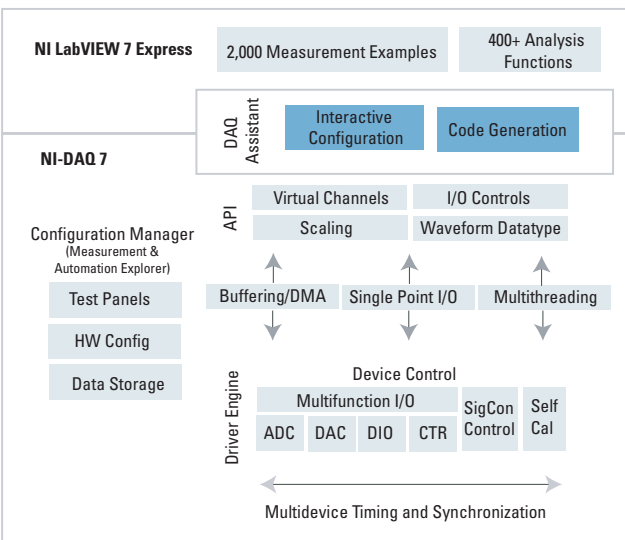 NI LabVIEW 7 Express
2,000 Measurement Examples
400+ Analysis
Functions
DAQ
Assistant
Interactive
Configuration
Code Generation
NI-DAQ 7
API
Virtual Channels
I/O Controls
Scaling
Waveform Datatype
Configuration Manager
(Measurement &
Automation Explorer)
Test Panels
HW Config
Data Storage
Buffering/DMA
Single Point I/O
Multithreading
Driver Engine
Device Control
Multifunction I/O
ADC
DAC
DIO
CTR
SigCon
Control
Self
Cal
Multidevice Timing and Synchronization